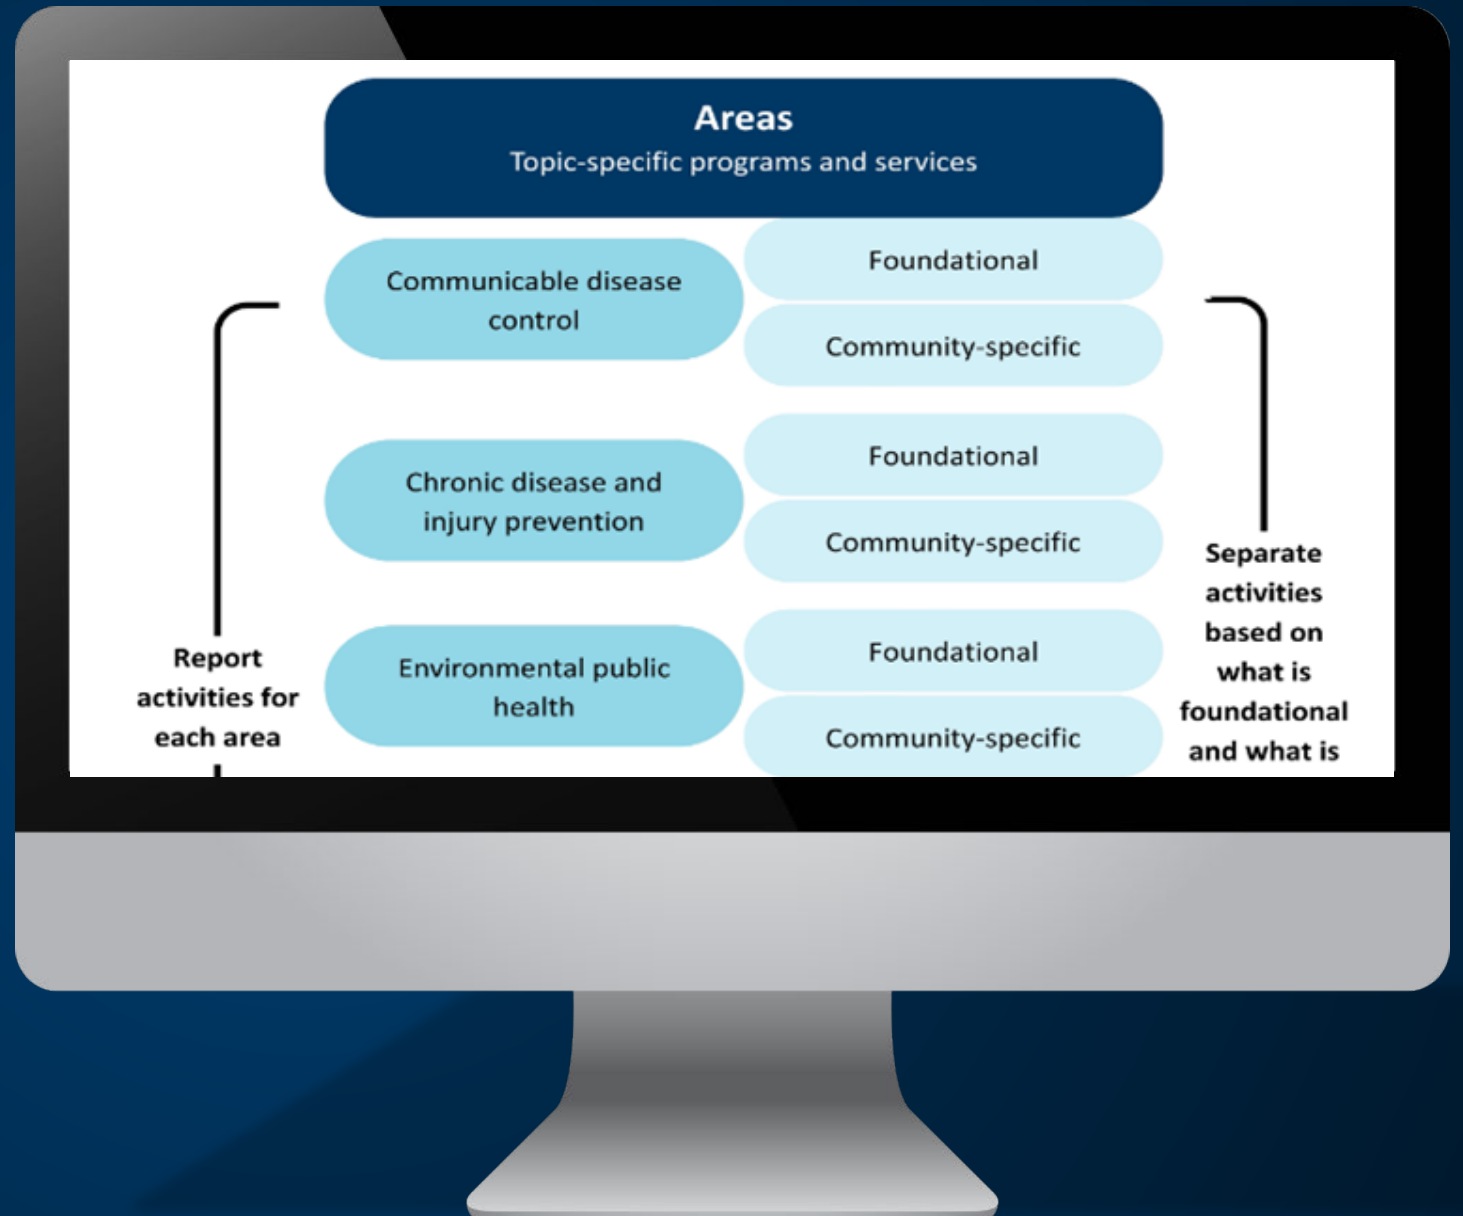 Areas
Topic-specific programs and services
Communicable disease
control
Foundational
Community-specific
Chronic disease and
injury prevention
Foundational
Community-specific
Environmental public
health
Foundational
Community-specific
Report
activities for
each area
Separate
activities
based on
what is
foundational
and what is